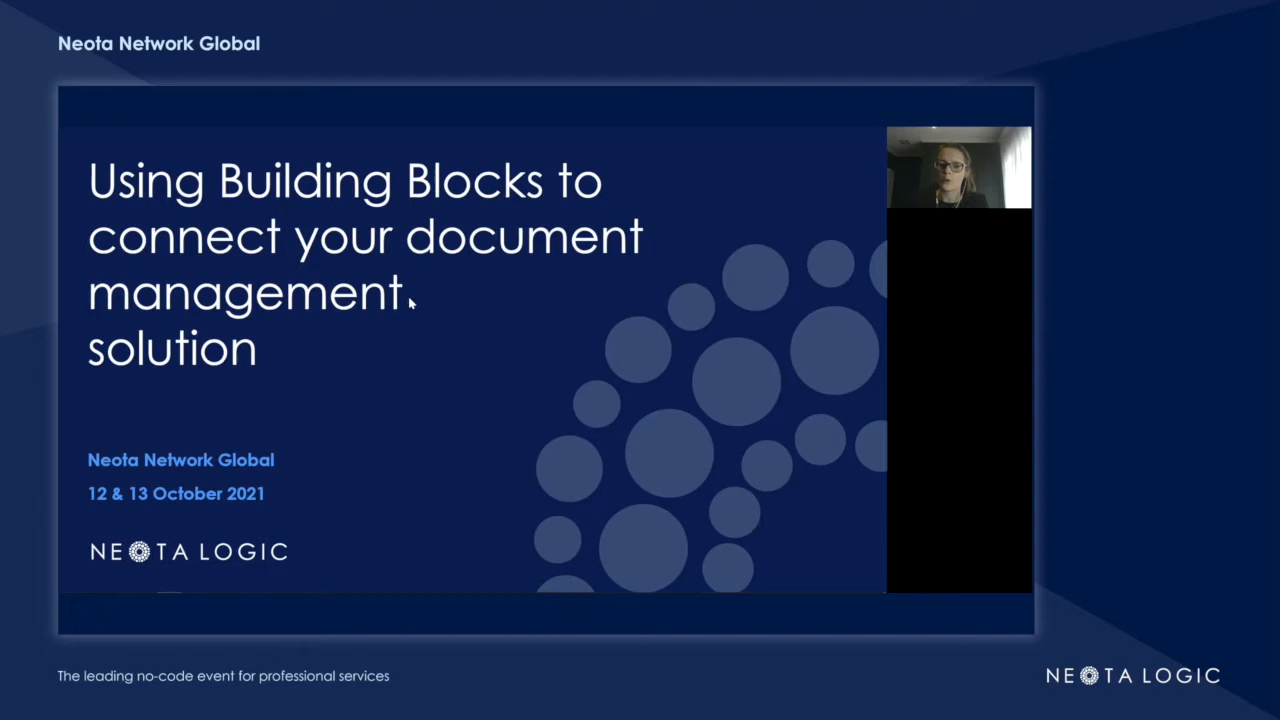 Neota Network Global
Using Building Blocks to
connect your document
management
solution
Neota Network Global
12 & 13 October 2021
NEOTA LOGIC
The leading no-code event for professional services
NEOTA LOGIC